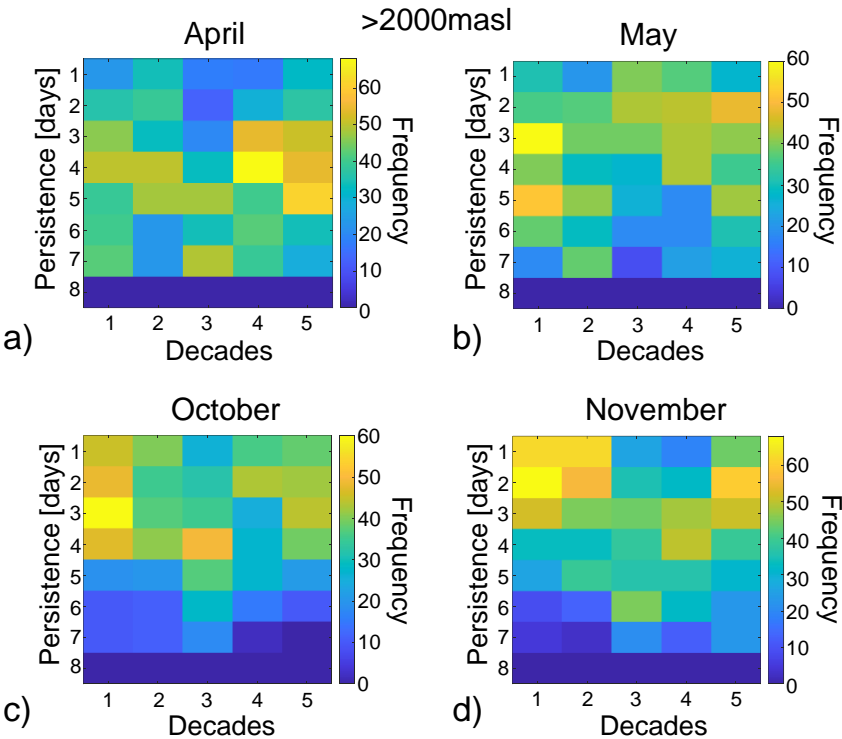 >2000masl
April
Persistence [days]
1
2
3
4
5
6
7
8
1 2 3 4 5
Decades
60
50
40
30
20
10
0
Frequency
a)
May
Persistence [days]
1
2
3
4
5
6
7
8
1 2 3 4 5
Decades
60
50
40
30
20
10
0
Frequency
b)
October
Persistence [days]
1
2
3
4
5
6
7
8
1 2 3 4 5
Decades
60
50
40
30
20
10
0
Frequency
c)
November
Persistence [days]
1
2
3
4
5
6
7
8
1 2 3 4 5
Decades
60
50
40
30
20
10
0
Frequency
d)